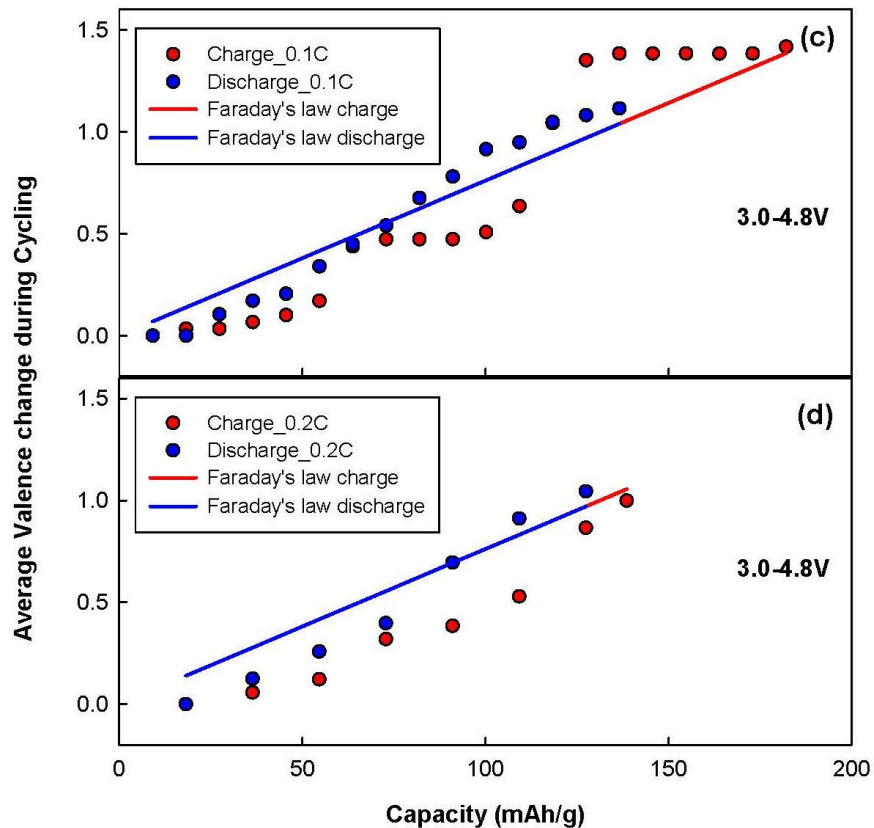 1.5
1.0
0.5
0.0
(c)
Charge_0.1C
Discharge_0.1C
Faraday's law charge
Faraday's law discharge
3.0-4.8V
Average Valence change during Cycling
1.5
1.0
0.5
0.0
(d)
Charge_0.2C
Discharge_0.2C
Faraday's law charge
Faraday's law discharge
3.0-4.8V
0 50 100 150 200
Capacity (mAh/g)